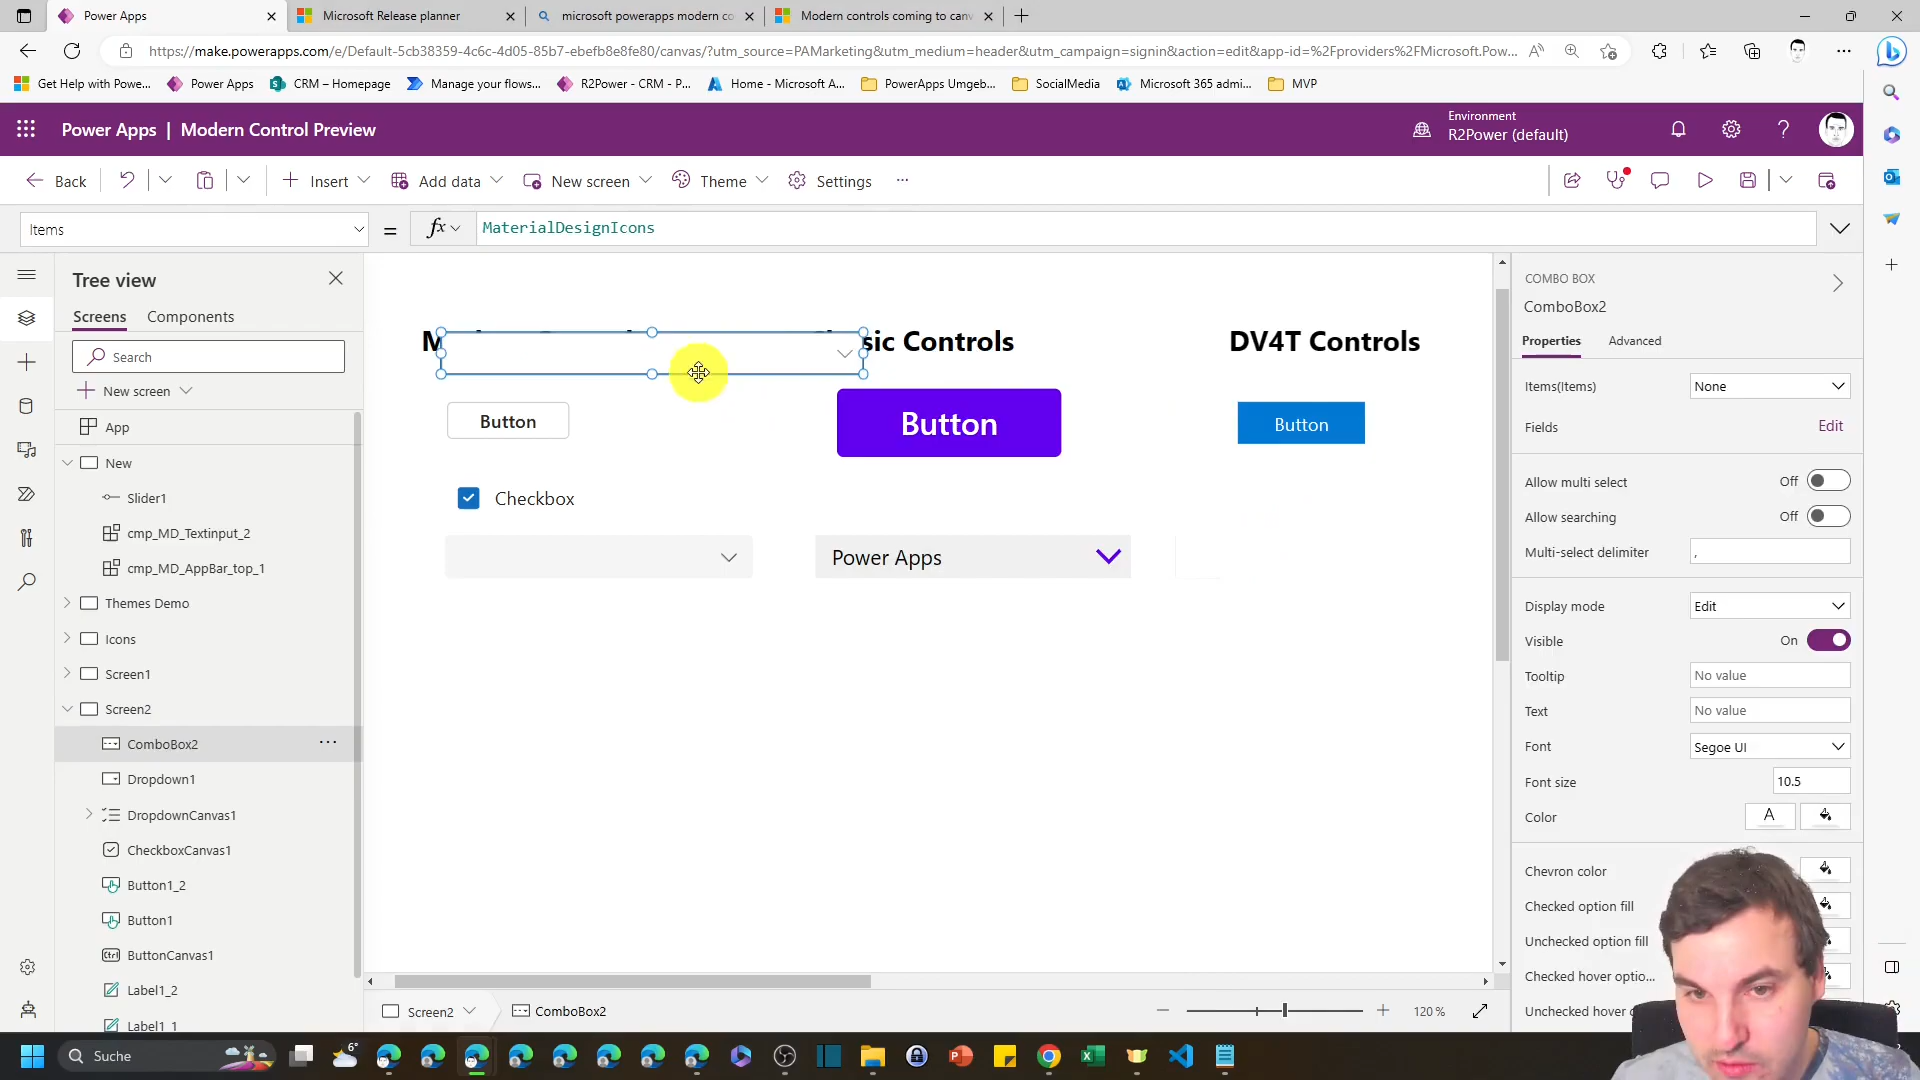 Power Apps
Microsoft Release planner
microsoft powerapps modern co
Modern controls coming to canv
https://make.powerapps.com/e/Default-5cb38359-4c6c-4d05-85b7-ebefb8e8fe80/canvas/?utm_source=PAMarketing&utm_medium=header&utm_campaign=signin&action=edit&app-id=%2Fproviders%2FMicrosoft.Pow...
Get Help with Powe...
Power Apps
CRM – Homepage
Manage your flows...
R2Power - CRM - P...
Home - Microsoft A...
PowerApps Umgeb...
SocialMedia
Microsoft 365 admi...
MVP
Power Apps | Modern Control Preview
Environment
R2Power (default)
Back
Insert
Add data
New screen
Theme
Settings
Items
=
fx
MaterialDesignIcons
Tree view
Screens
Components
Search
New screen
App
New
Slider1
cmp_MD_Textinput_2
cmp_MD_AppBar_top_1
Themes Demo
Icons
Screen1
Screen2
ComboBox2
Dropdown1
DropdownCanvas1
CheckboxCanvas1
Button1_2
Button1
ButtonCanvas1
Label1_2
Label1_1
sic Controls
DV4T Controls
Button
Button
Button
Checkbox
Power Apps
COMBO BOX
ComboBox2
Properties
Advanced
Items(Items)
None
Fields
Edit
Allow multi select
Off
Allow searching
Off
Multi-select delimiter
,
Display mode
Edit
Visible
On
Tooltip
No value
Text
No value
Font
Segoe UI
Font size
10.5
Color
A
Chevron color
Checked option fill
Unchecked option fill
Checked hover optio...
Unchecked hover
Screen2
ComboBox2
120 %
Suche
6°